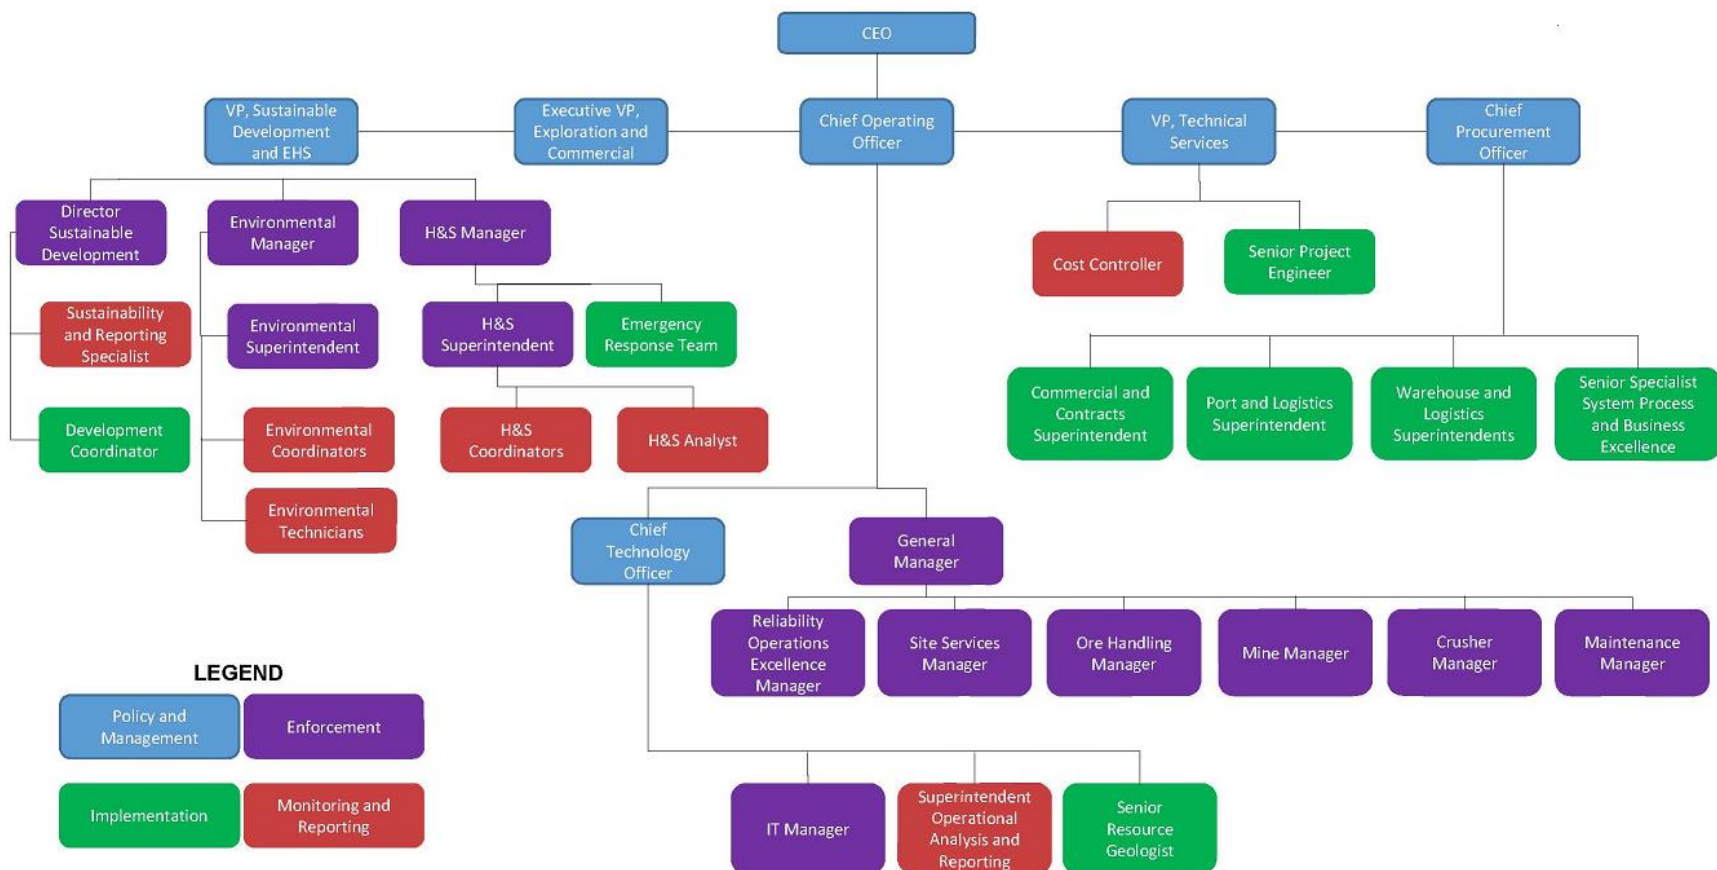 CEO
VP, Sustainable
Development
and EHS
Executive VP,
Exploration and
Commercial
Chief Operating
Officer
VP, Technical
Services
Chief
Procurement
Officer
Director
Sustainable
Development
Environmental
Manager
H&S Manager
Cost Controller
Senior Project
Engineer
Sustainability
and Reporting
Specialist
Environmental
Superintendent
H&S
Superintendent
Emergency
Response Team
Commercial and
Contracts
Superintendent
Port and Logistics
Superintendent
Warehouse and
Logistics
Superintendents
Senior Specialist
System Process
and Business
Excellence
Development
Coordinator
Environmental
Coordinators
H&S
Coordinators
H&S Analyst
Environmental
Technicians
Chief
Technology
Officer
General
Manager
Reliability
Operations
Excellence
Manager
Site Services
Manager
Ore Handling
Manager
Mine Manager
Crusher
Manager
Maintenance
Manager
LEGEND
Policy and
Management
Enforcement
Implementation
Monitoring and
Reporting
IT Manager
Superintendent
Operational
Analysis and
Reporting
Senior
Resource
Geologist